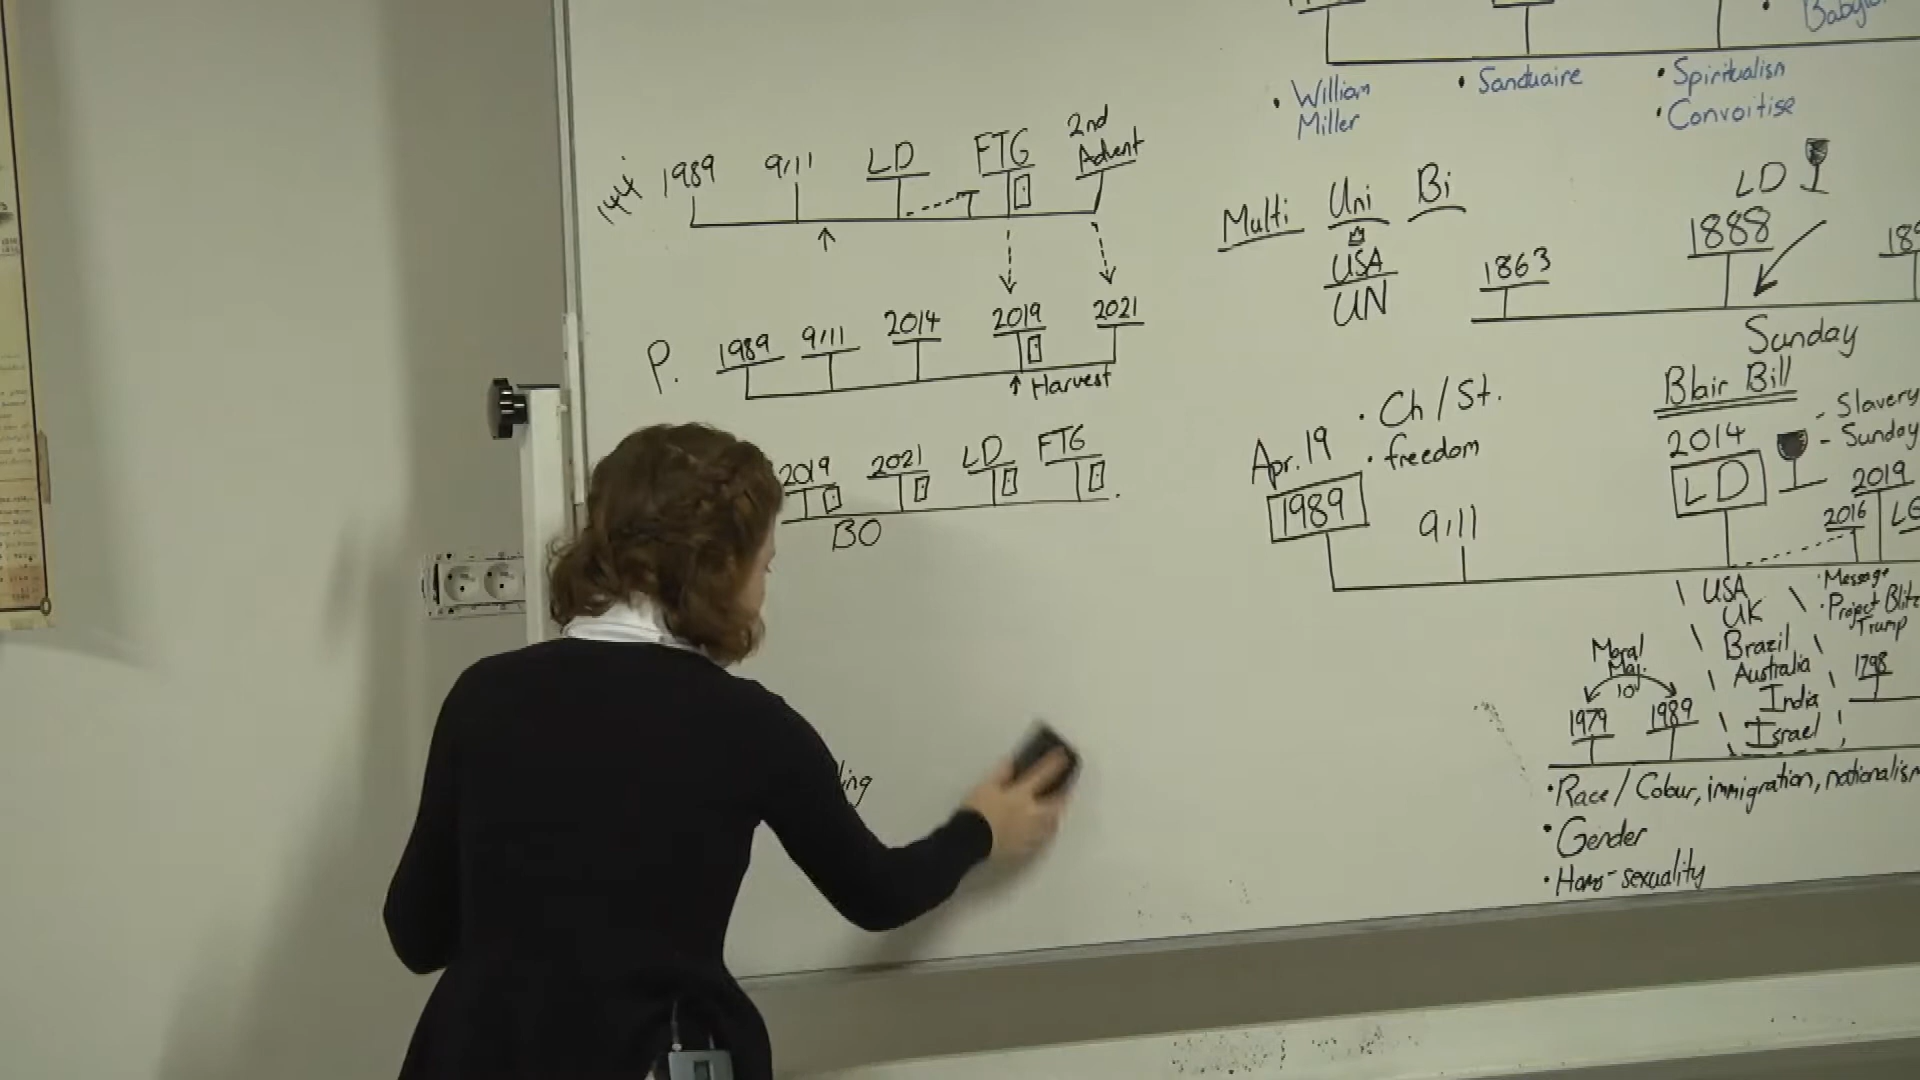 Babylon
• William
Miller
• Sanctuaire
• Spiritualism
• Convoitise
144
1989
9/11
LD
FTG
2nd
Advent
Multi
Uni
Bi
USA
UN
LD
1888
1863
189
Sunday
P.
1989
9/11
2014
2019
2021
Harvest
2019
2021
LD
FTG
BO
ling
Apr. 19
• Ch / St.
• freedom
1989
9/11
Blair Bill
2014
LD
- Slavery
- Sunday
2019
2016
USA
UK
Brazil
Australia
India
Israel
• Message
• Project Blitz
Trump
1798
Moral
Maj.
10
1979
1989
• Race / Colour, immigration, nationalism
• Gender
• Homo-sexuality